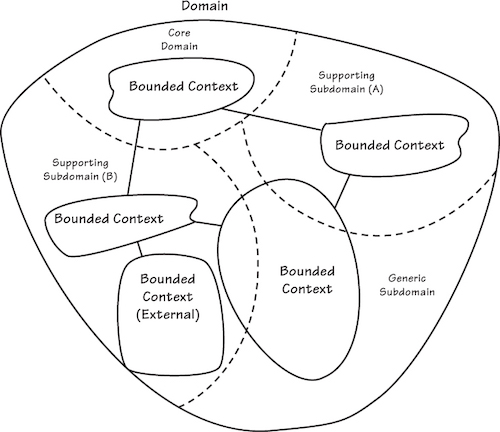 Domain
Core
Domain
Bounded Context
Supporting
Subdomain (A)
Bounded Context
Supporting
Subdomain (B)
Bounded Context
Bounded
Context
(External)
Bounded
Context
Generic
Subdomain